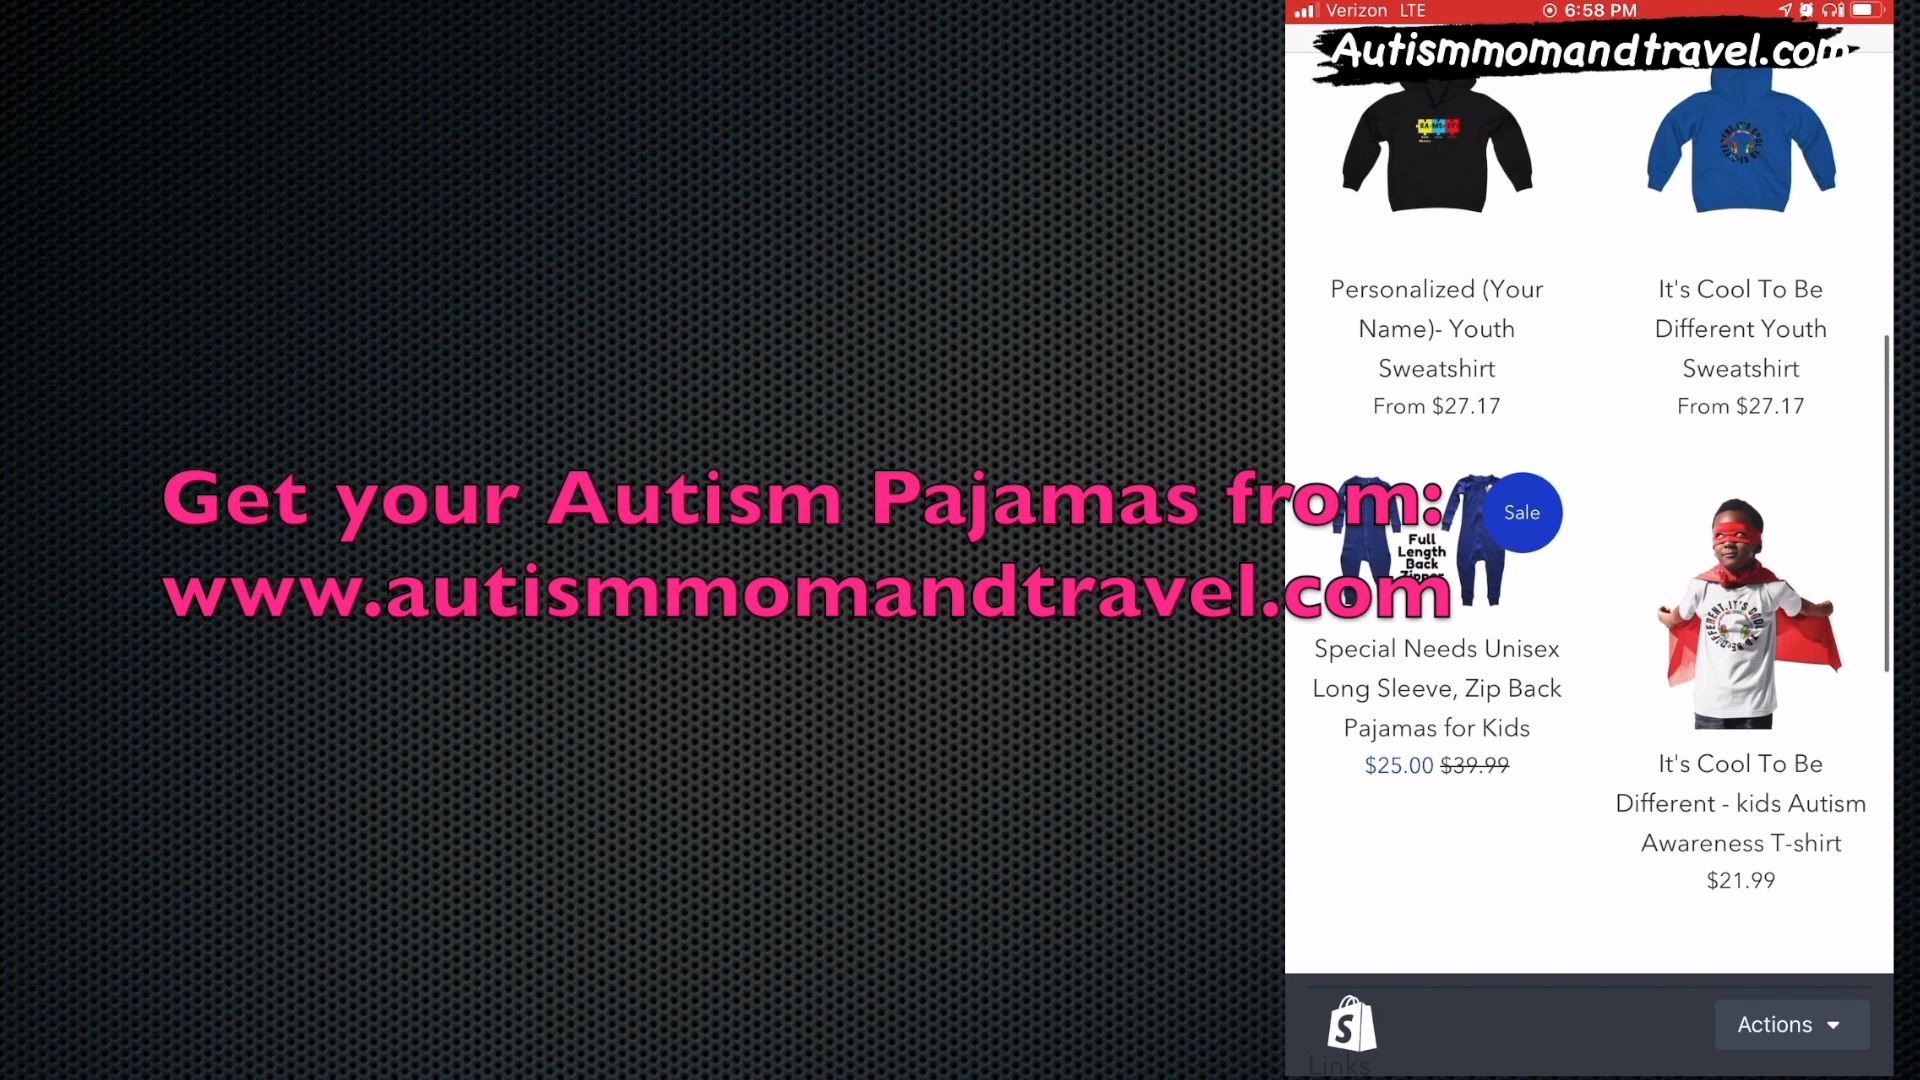 Verizon LTE 6:58 PM
Autismmomandtravel.com
Personalized (Your
Name)- Youth
Sweatshirt
From $27.17
It's Cool To Be
Different Youth
Sweatshirt
From $27.17
Get your Autism Pajamas from:
www.autismmomandtravel.com
Sale
Full
Length
Back
Special Needs Unisex
Long Sleeve, Zip Back
Pajamas for Kids
$25.00 $39.99
It's Cool To Be
Different - kids Autism
Awareness T-shirt
$21.99
Actions
Links